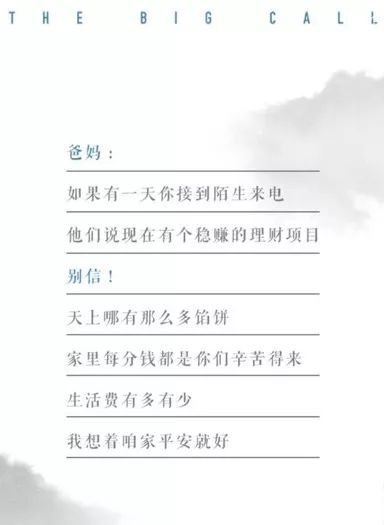 THE BIG CALL
爸妈：
如果有一天你接到陌生来电
他们说现在有个稳赚的理财项目
别信！
天上哪有那么多馅饼
家里每分钱都是你们辛苦得来
生活费有多有少
我想着咱家平安就好